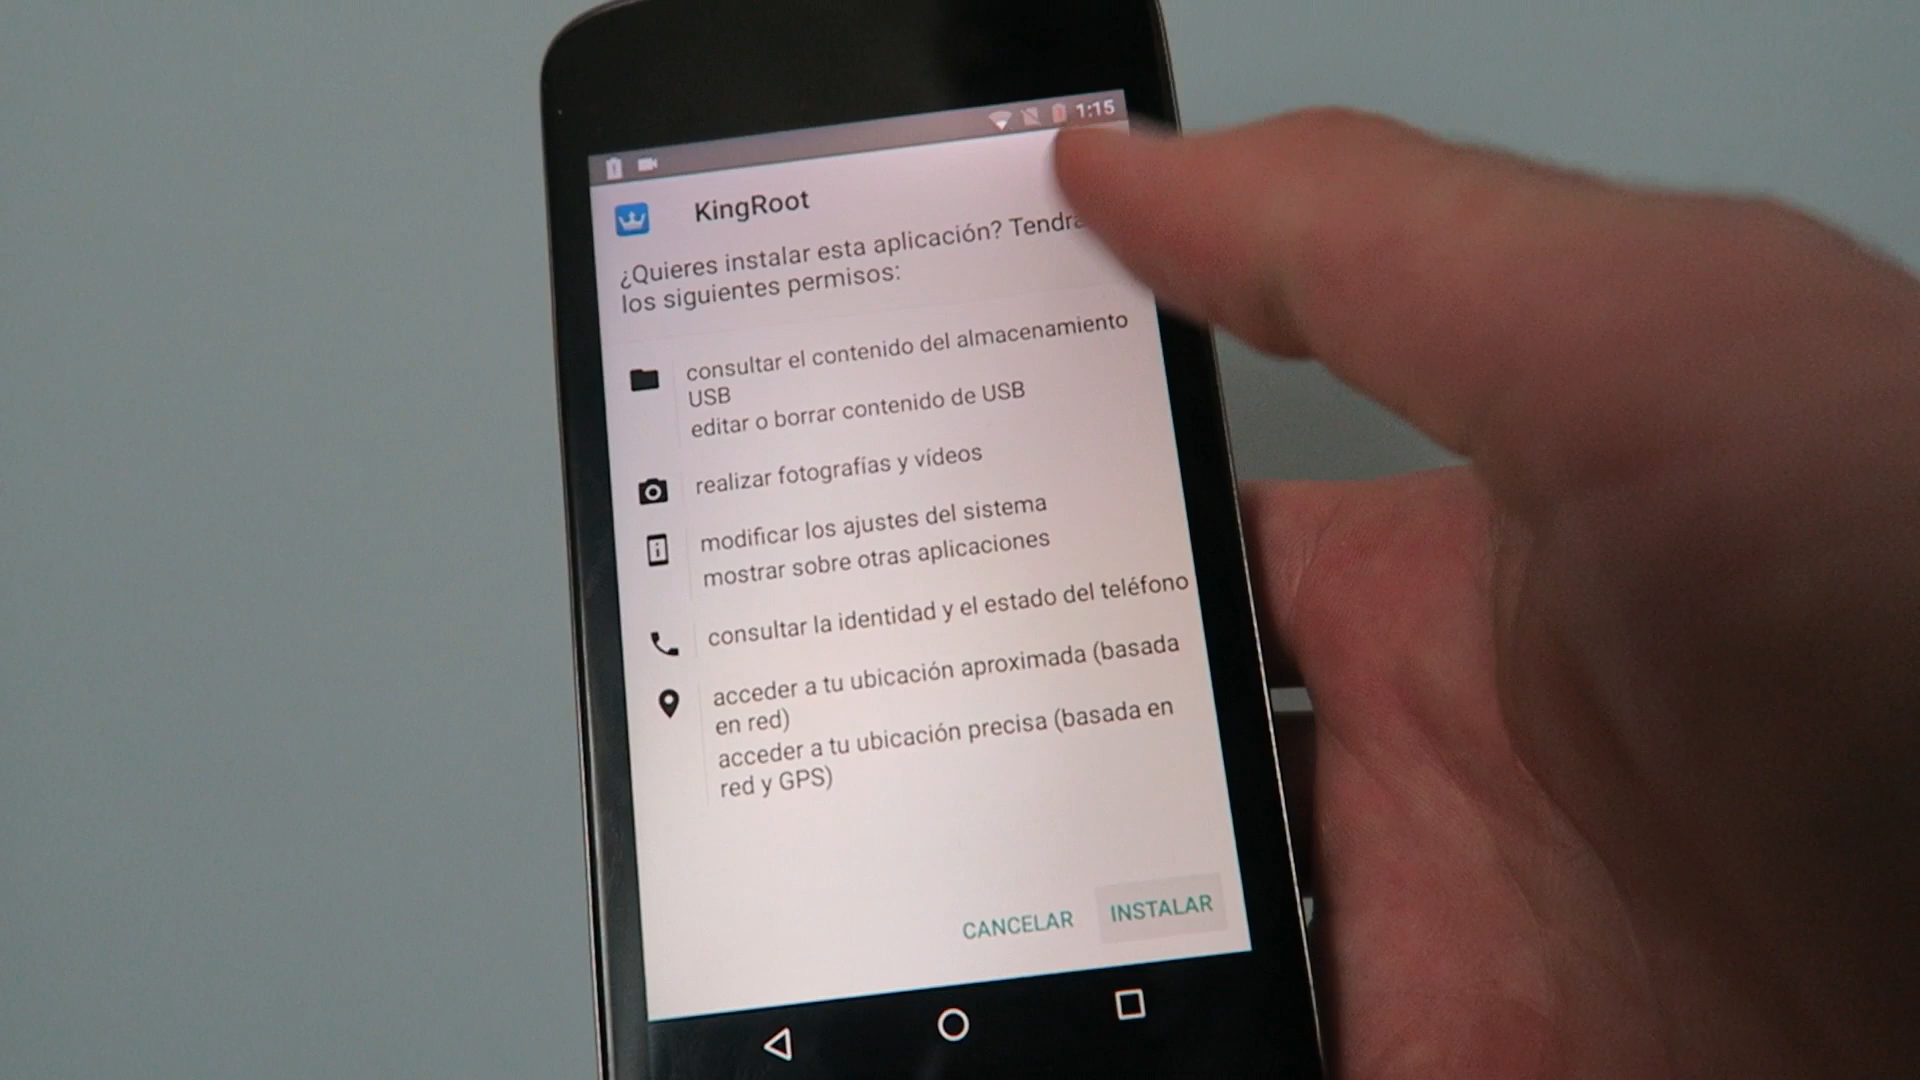 1:15
KingRoot
¿Quieres instalar esta aplicación?
los siguientes permisos:
consultar el contenido del almacenamiento
USB
editar o borrar contenido de USB
realizar fotografías y vídeos
modificar los ajustes del sistema
mostrar sobre otras aplicaciones
consultar la identidad y el estado del teléfono
acceder a tu ubicación aproximada (basada
en red)
acceder a tu ubicación precisa (basada en
red y GPS)
CANCELAR INSTALAR